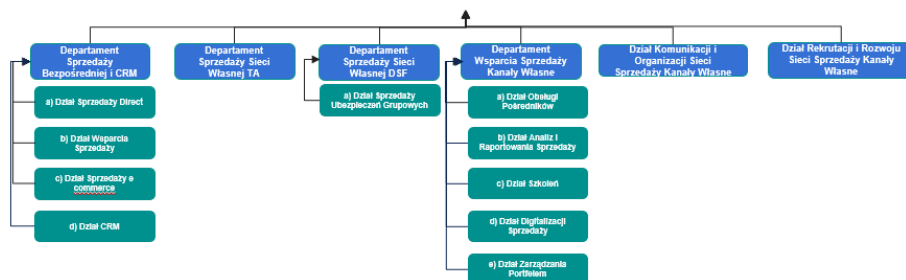 Departament
Sprzedaży
Bezpośredniej i CRM
a) Dział Sprzedaży Direct
b) Dział Wsparcia
Sprzedaży
c) Dział Sprzedaży e
commerce
d) Dział CRM
Departament
Sprzedaży Sieci
Własnej TA
Departament
Sprzedaży Sieci
Własnej DSF
a) Dział Sprzedaży
Ubezpieczeń Grupowych
Departament
Wsparcia Sprzedaży
Kanały Własne
a) Dział Obsługi
Pośredników
b) Dział Analiz i
Raportowania Sprzedaży
c) Dział Szkoleń
d) Dział Digitalizacji
Sprzedaży
e) Dział Zarządzania
Portfelem
Dział Komunikacji i
Organizacji Sieci
Sprzedaży Kanały Własne
Dział Rekrutacji i Rozwoju
Sieci Sprzedaży Kanały
Własne